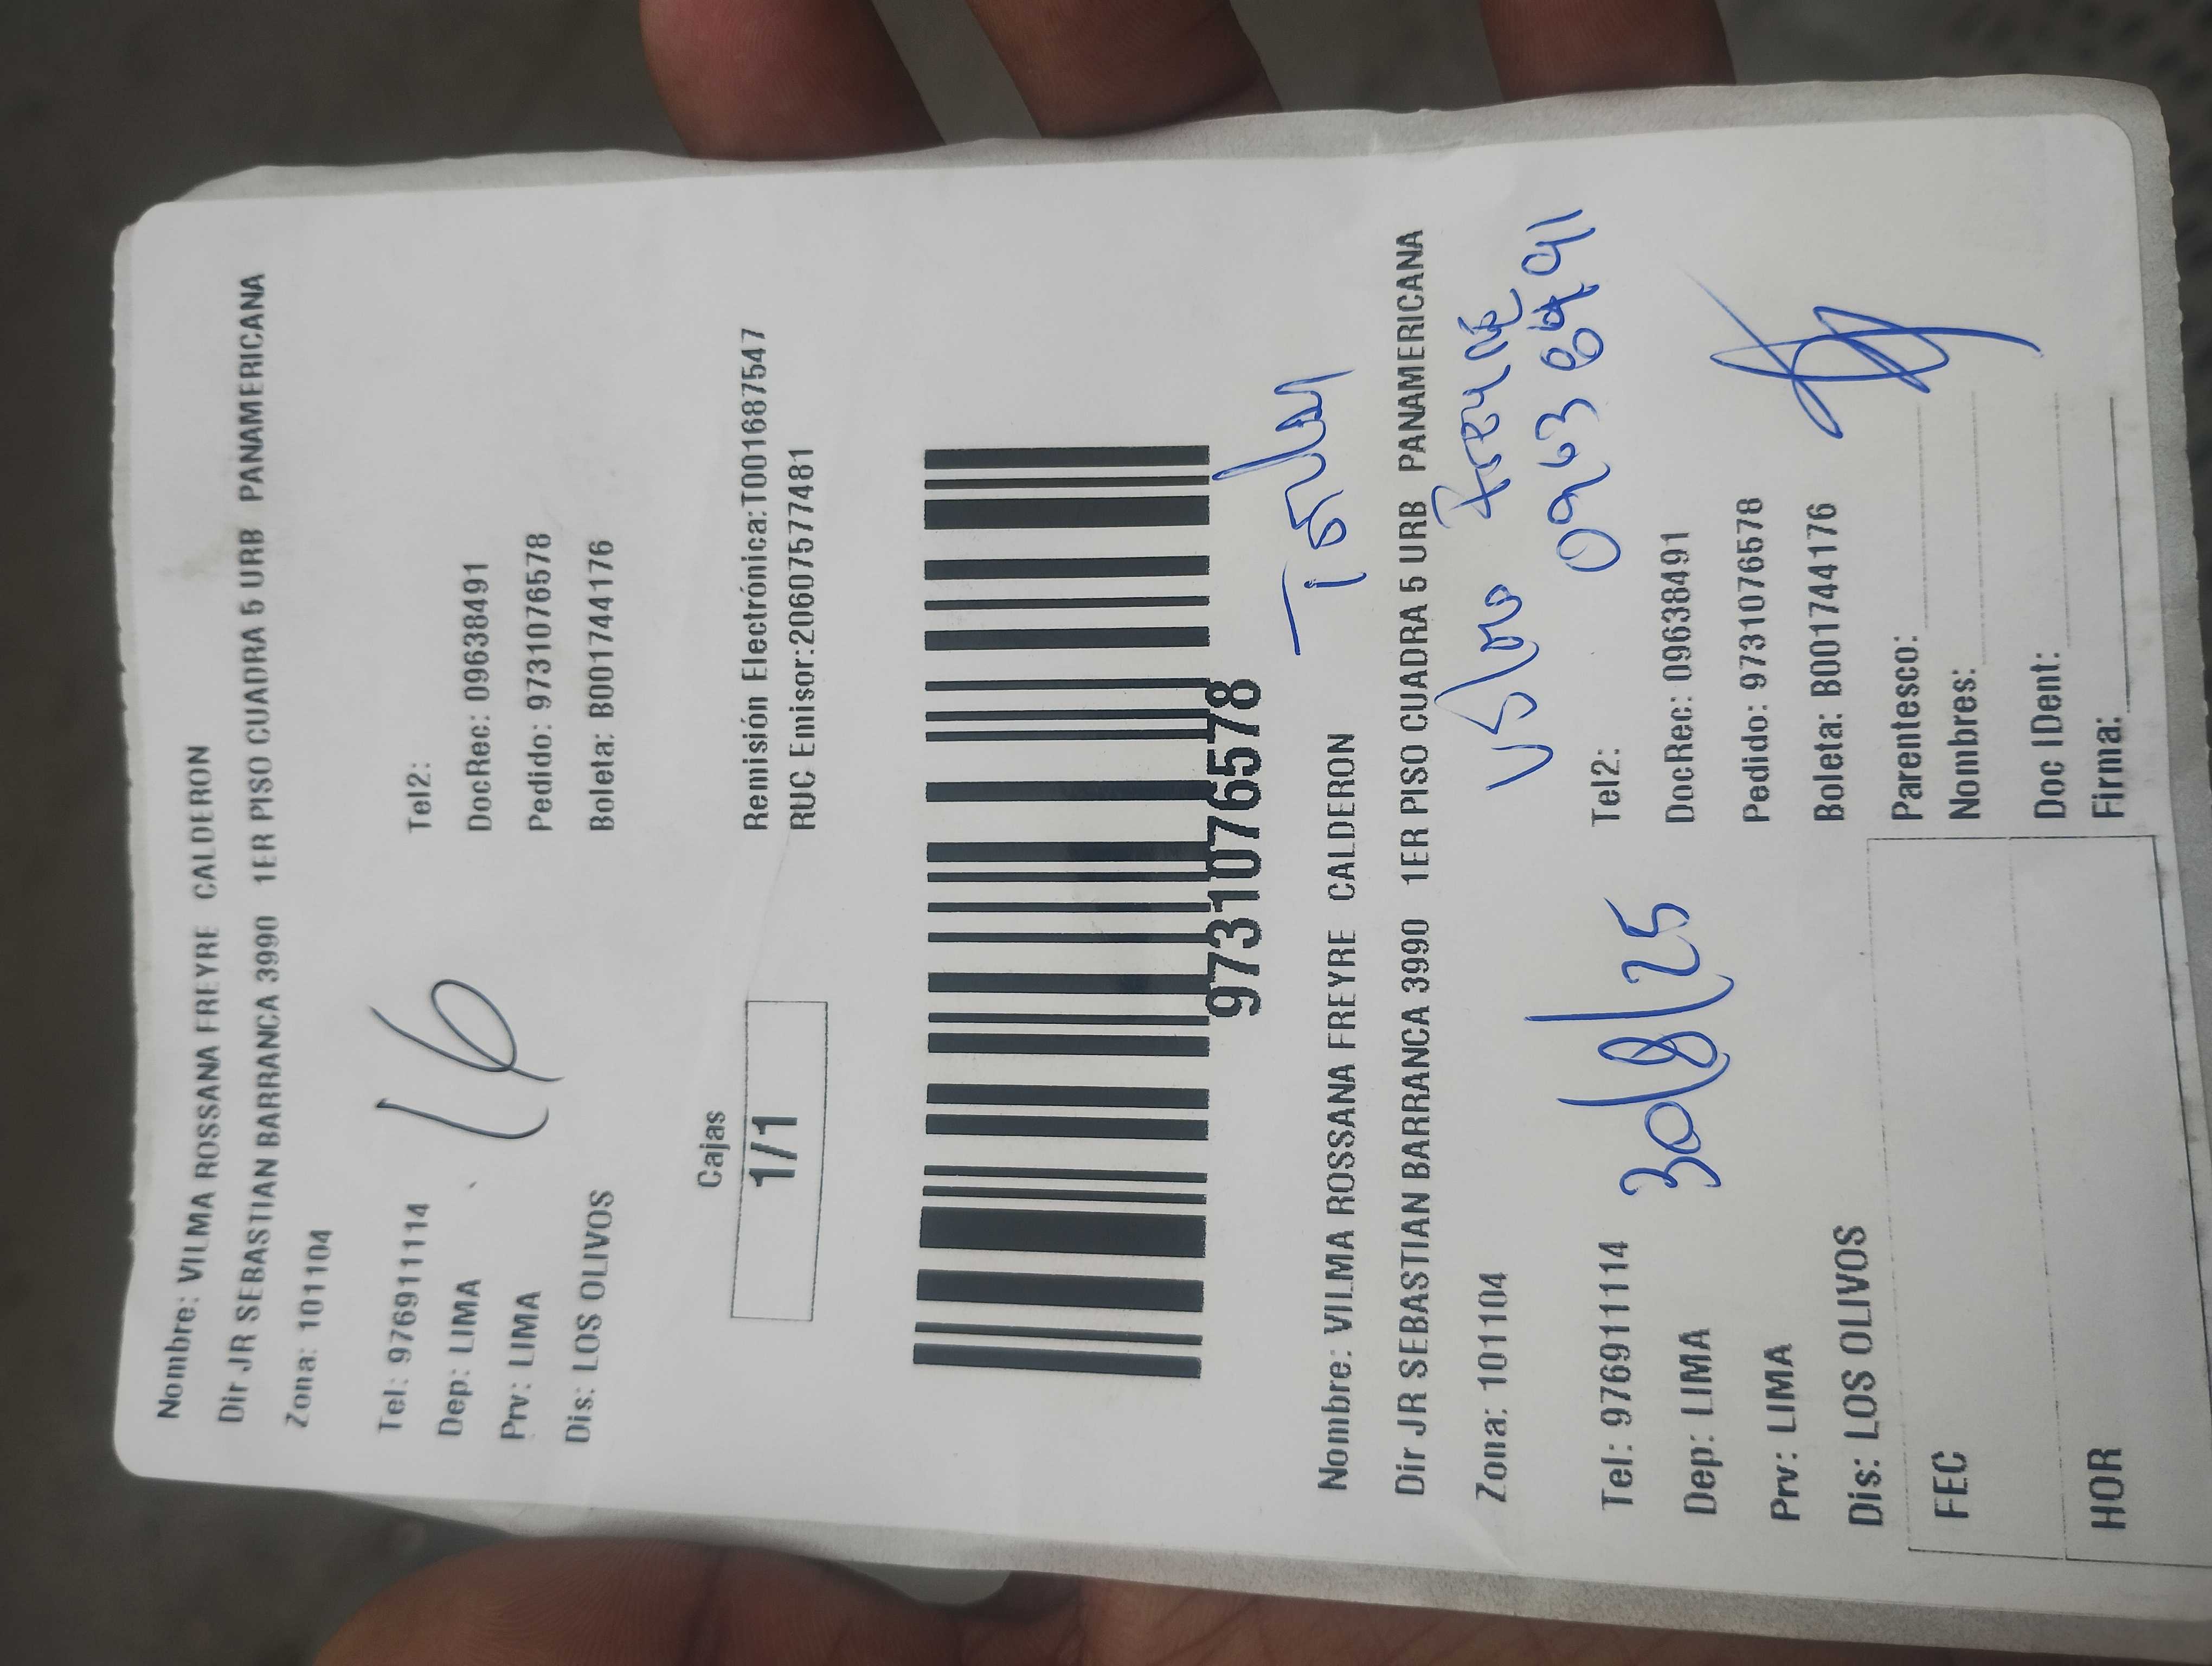 Nombre: VILMA ROSSANA FREYRE CALDERON
Dir JR SEBASTIAN BARRANCA 3990 1ER PISO CUADRA 5 URB PANAMERICANA
Zona: 101104
Tel: 976911114 Tel2:
Dep: LIMA DocRec: 09638491
Prv: LIMA Pedido: 9731076578
Dis: LOS OLIVOS Boleta: B001744176
16
Cajas
1/1
Remisión Electrónica:T001687547
RUC Emisor:20607577481
9731076578
Nombre: VILMA ROSSANA FREYRE CALDERON
Dir JR SEBASTIAN BARRANCA 3990 1ER PISO CUADRA 5 URB PANAMERICANA
Zona: 101104
09638491
30/8/25
Tel: 976911114 Tel2:
Dep: LIMA DocRec: 09638491
Prv: LIMA Pedido: 9731076578
Dis: LOS OLIVOS Boleta: B001744176
FEC Parentesco:
Nombres:
HOR Doc IDent:
Firma: